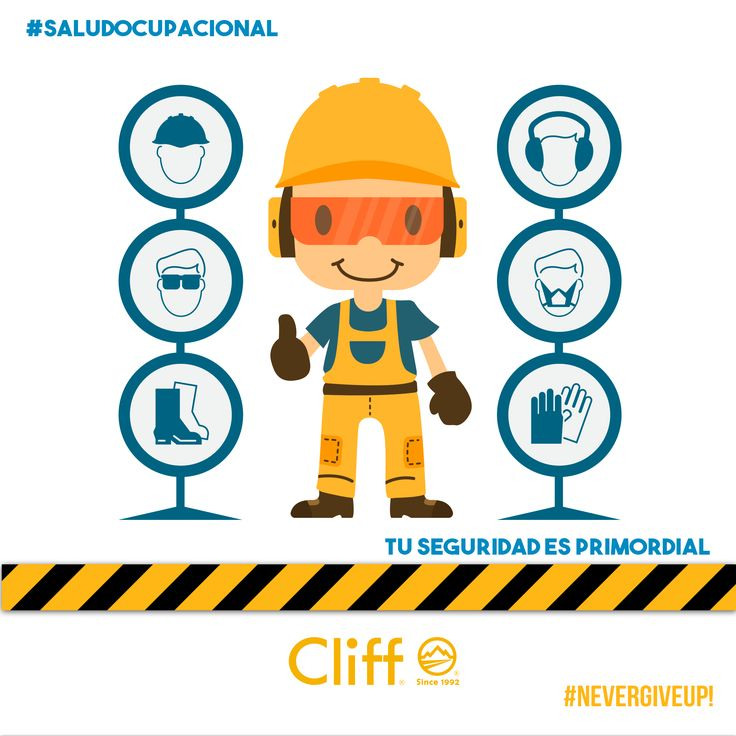 #SALUDOCUPACIONAL
TU SEGURIDAD ES PRIMORDIAL
Cliff®
®
Since 1992
#NEVERGIVEUP!